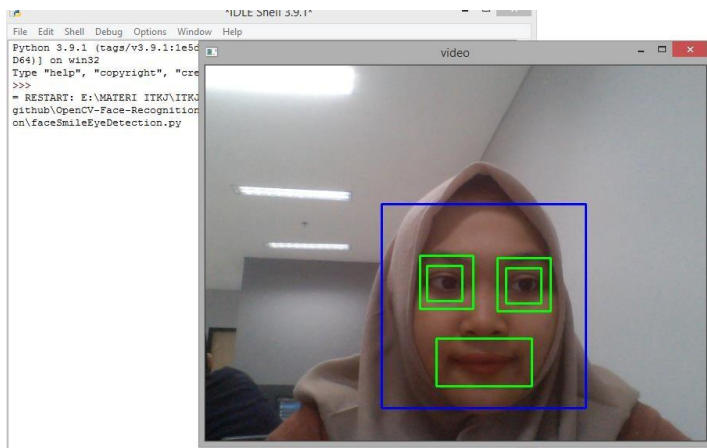 *IDLE Shell 3.9.1*
File Edit Shell Debug Options Window Help
Python 3.9.1 (tags/v3.9.1:1e5d
D64)] on win32
Type "help", "copyright", "cre
>>>
= RESTART: E:\MATERI ITKJ\ITKJ
github\OpenCV-Face-Recognition
on\faceSmileEyeDetection.py
video